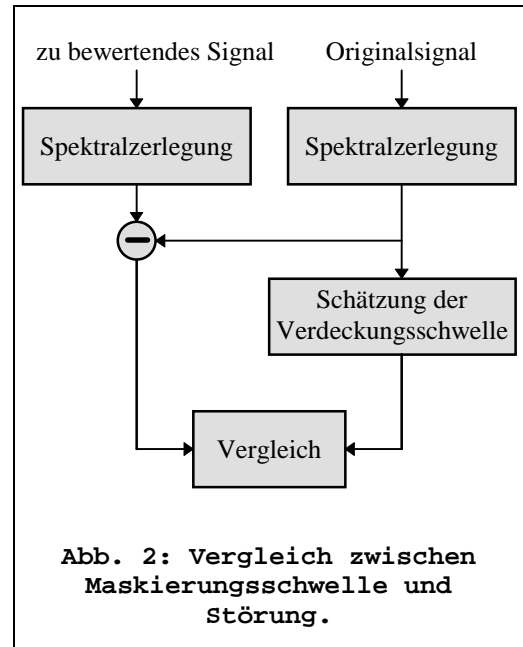 zu bewertendes Signal
Originalsignal
Spektralzerlegung
Spektralzerlegung
Schätzung der
Verdeckungsschwelle
Vergleich
Abb. 2: Vergleich zwischen
Maskierungsschwelle und
Störung.